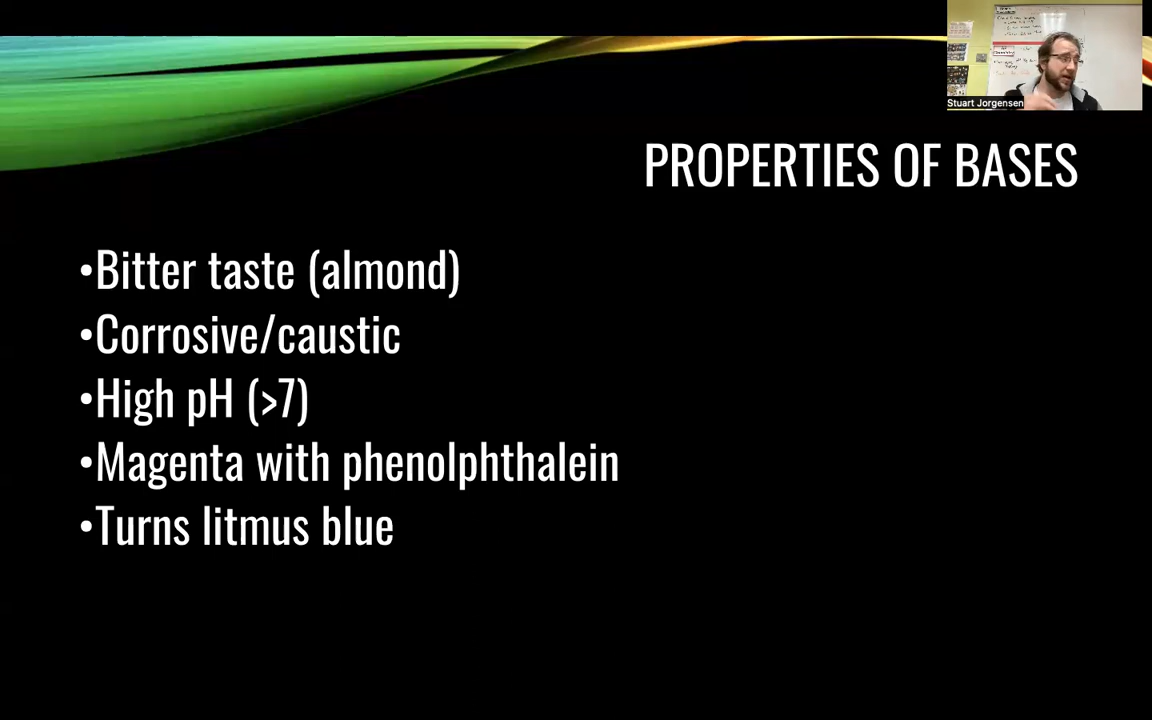 Stuart Jorgensen
PROPERTIES OF BASES
•Bitter taste (almond)
•Corrosive/caustic
•High pH (>7)
•Magenta with phenolphthalein
•Turns litmus blue